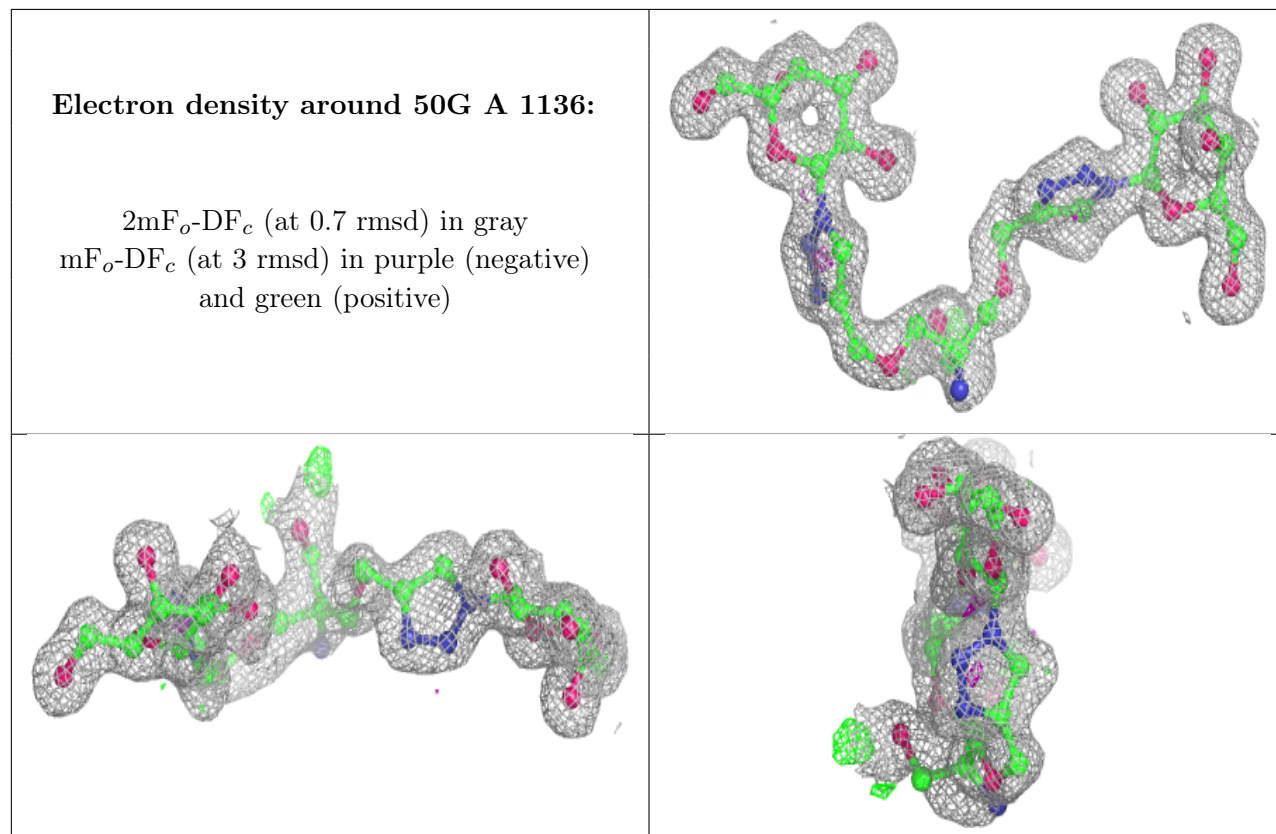 Electron density around 50G A 1136:
2mFo-DFc (at 0.7 rmsd) in gray
mFo-DFc (at 3 rmsd) in purple (negative)
and green (positive)